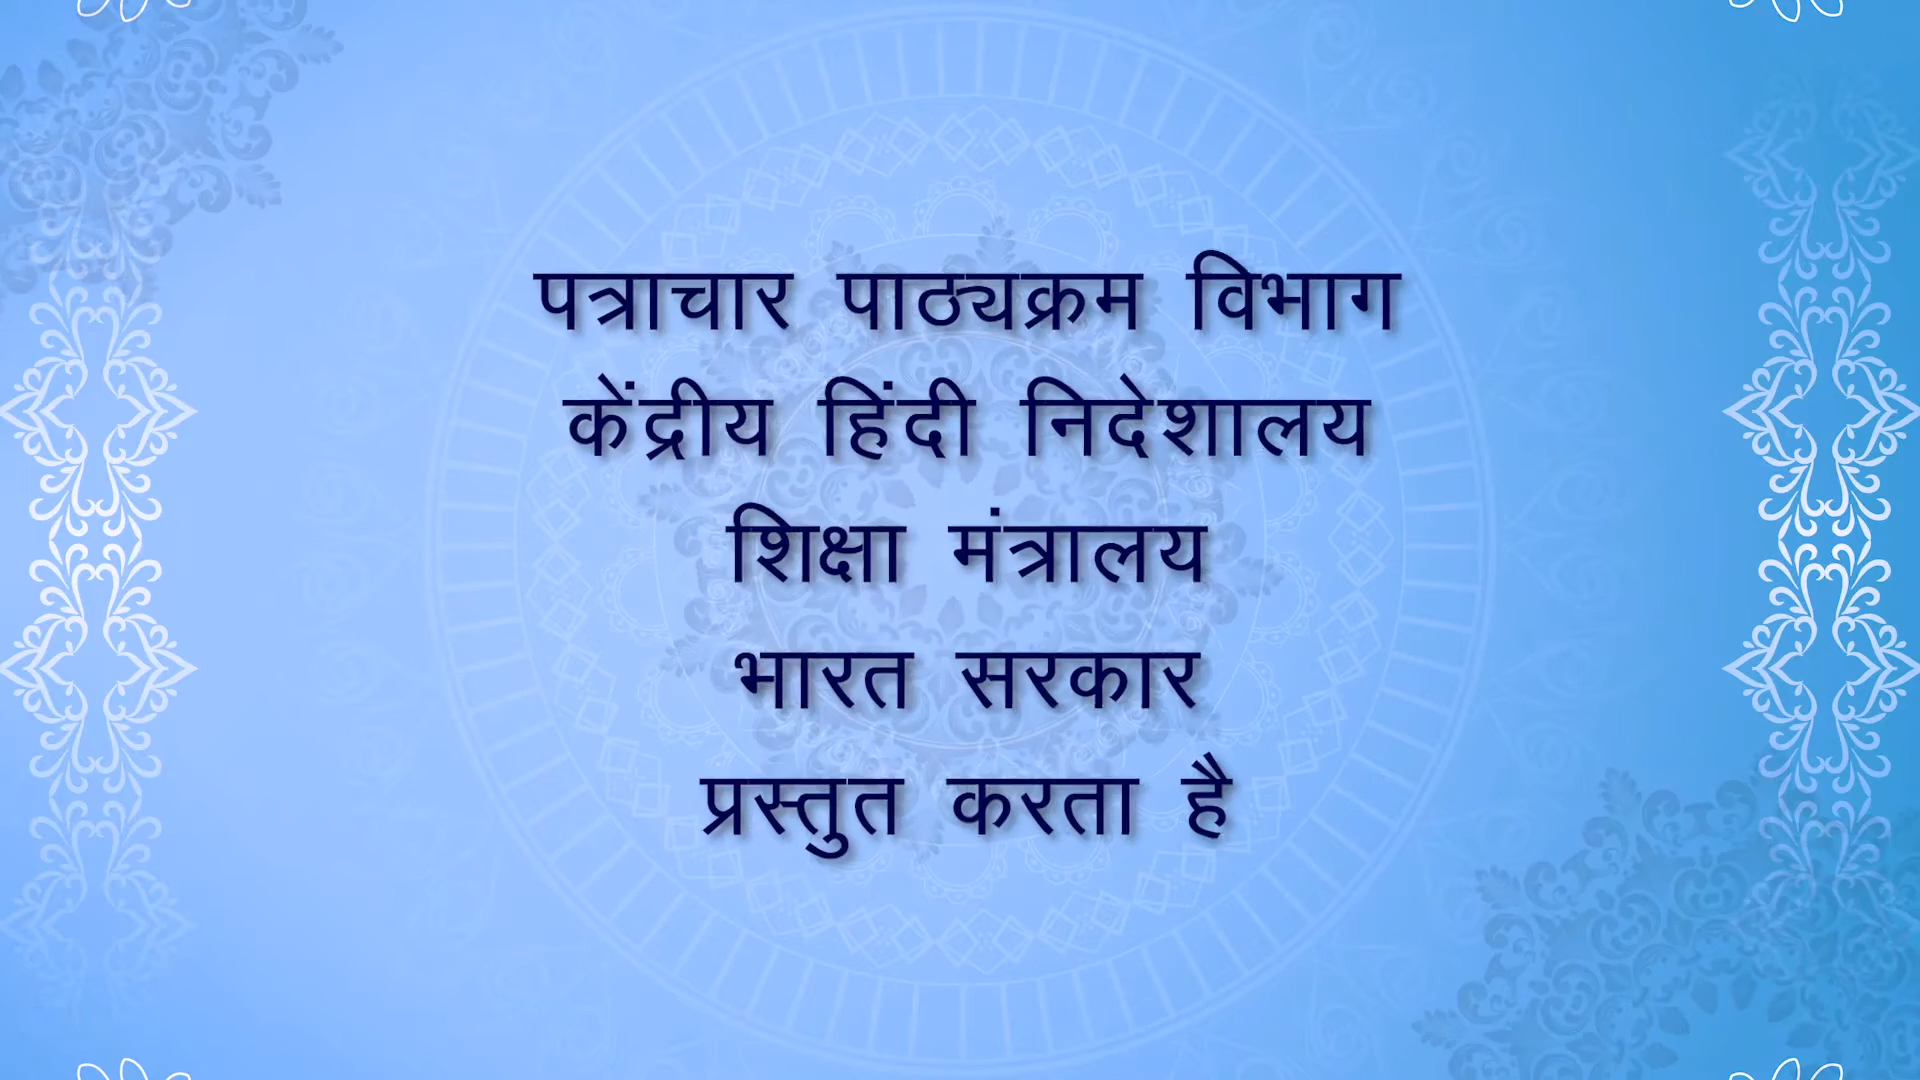 पत्राचार पाठ्यक्रम विभाग
केंद्रीय हिंदी निदेशालय
शिक्षा मंत्रालय
भारत सरकार
प्रस्तुत करता है